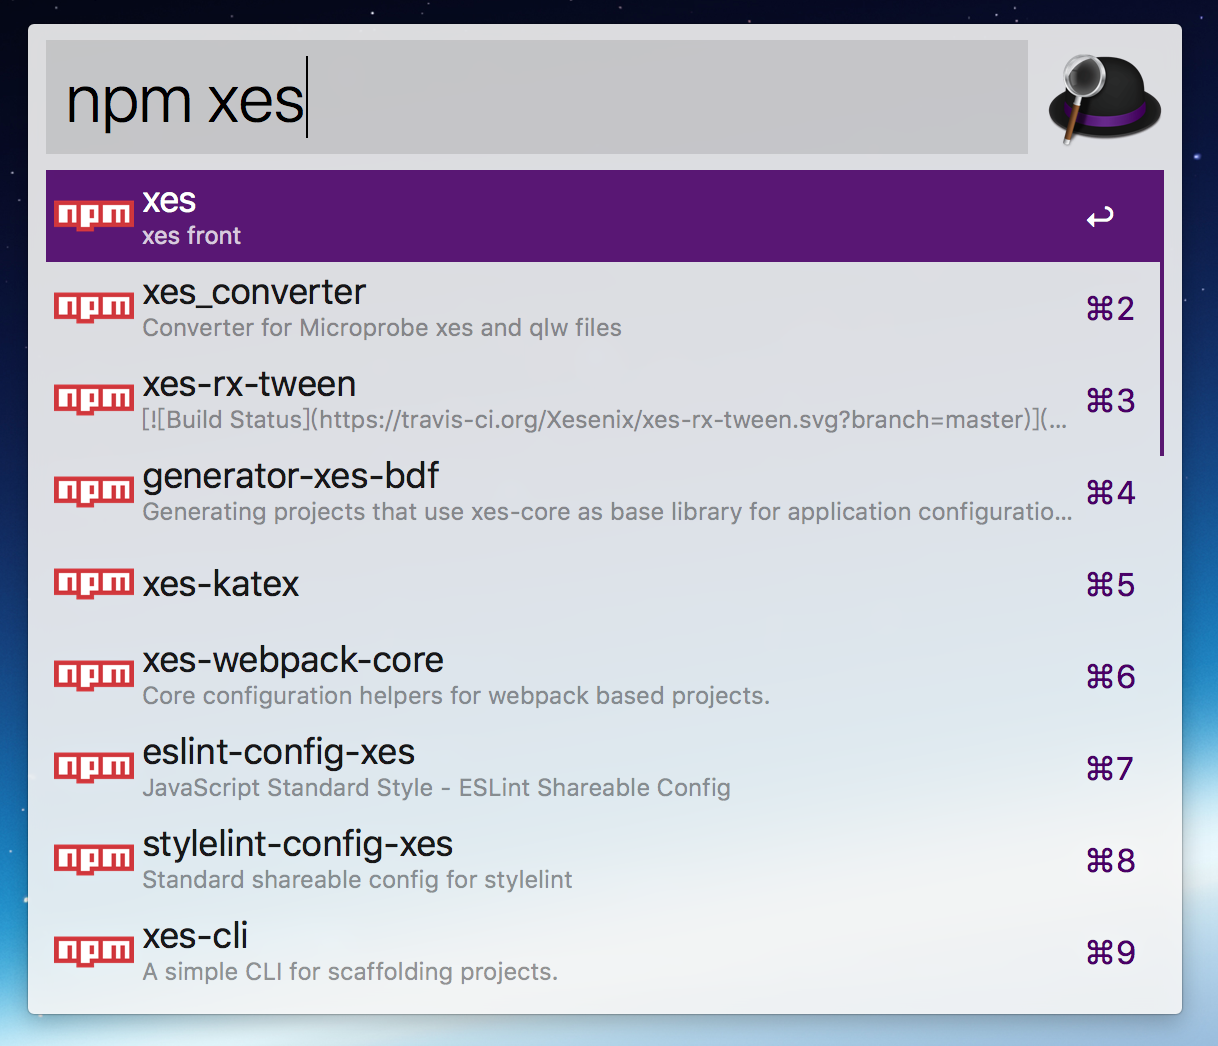 npm xes
npm
xes
xes front
npm
xes_converter
Converter for Microprobe xes and qlw files
⌘2
npm
xes-rx-tween
[![Build Status](https://travis-ci.org/Xesenix/xes-rx-tween.svg?branch=master)](...
⌘3
npm
generator-xes-bdf
Generating projects that use xes-core as base library for application configuratio...
⌘4
npm
xes-katex
⌘5
npm
xes-webpack-core
Core configuration helpers for webpack based projects.
⌘6
npm
eslint-config-xes
JavaScript Standard Style - ESLint Shareable Config
⌘7
npm
stylelint-config-xes
Standard shareable config for stylelint
⌘8
npm
xes-cli
A simple CLI for scaffolding projects.
⌘9